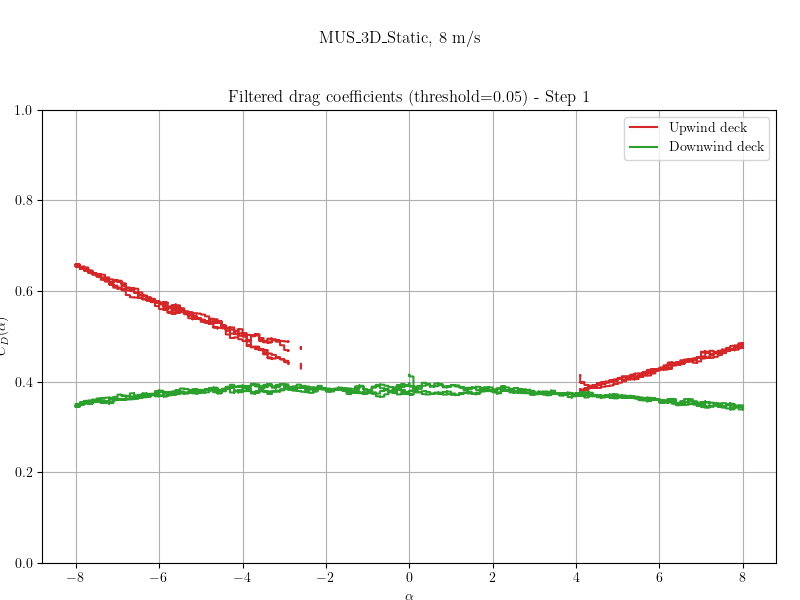 MUS_3D_Static, 8 m/s
Filtered drag coefficients (threshold=0.05) - Step 1
Upwind deck
Downwind deck
1.0
0.8
0.6
0.4
0.2
0.0
C_D(α)
−8 −6 −4 −2 0 2 4 6 8
α